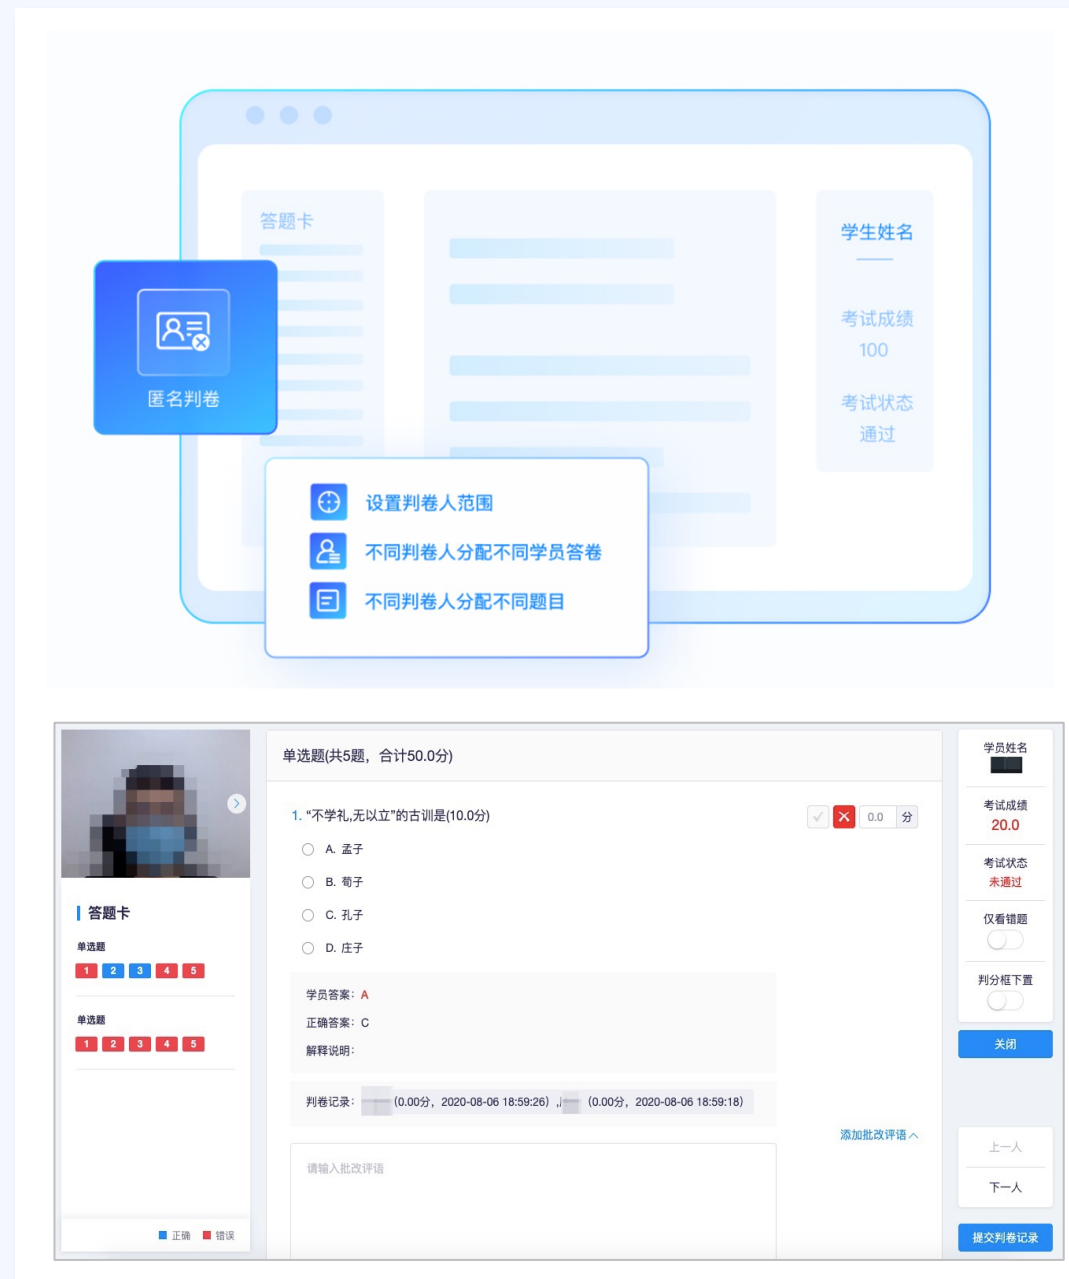 答题卡
学生姓名
考试成绩
100
考试状态
通过
匿名判卷
设置判卷人范围
不同判卷人分配不同学员答卷
不同判卷人分配不同题目
答题卡
单选题
1 2 3 4 5
单选题
1 2 3 4 5
正确 错误
单选题(共5题，合计50.0分)
1. “不学礼,无以立”的古训是(10.0分)
0.0 分
A. 孟子
B. 荀子
C. 孔子
D. 庄子
学员答案：A
正确答案：C
解释说明：
判卷记录： (0.00分，2020-08-06 18:59:26) , (0.00分，2020-08-06 18:59:18)
添加批改评语
请输入批改评语
学员姓名
考试成绩
20.0
考试状态
未通过
仅看错题
判分框下置
关闭
上一人
下一人
提交判卷记录